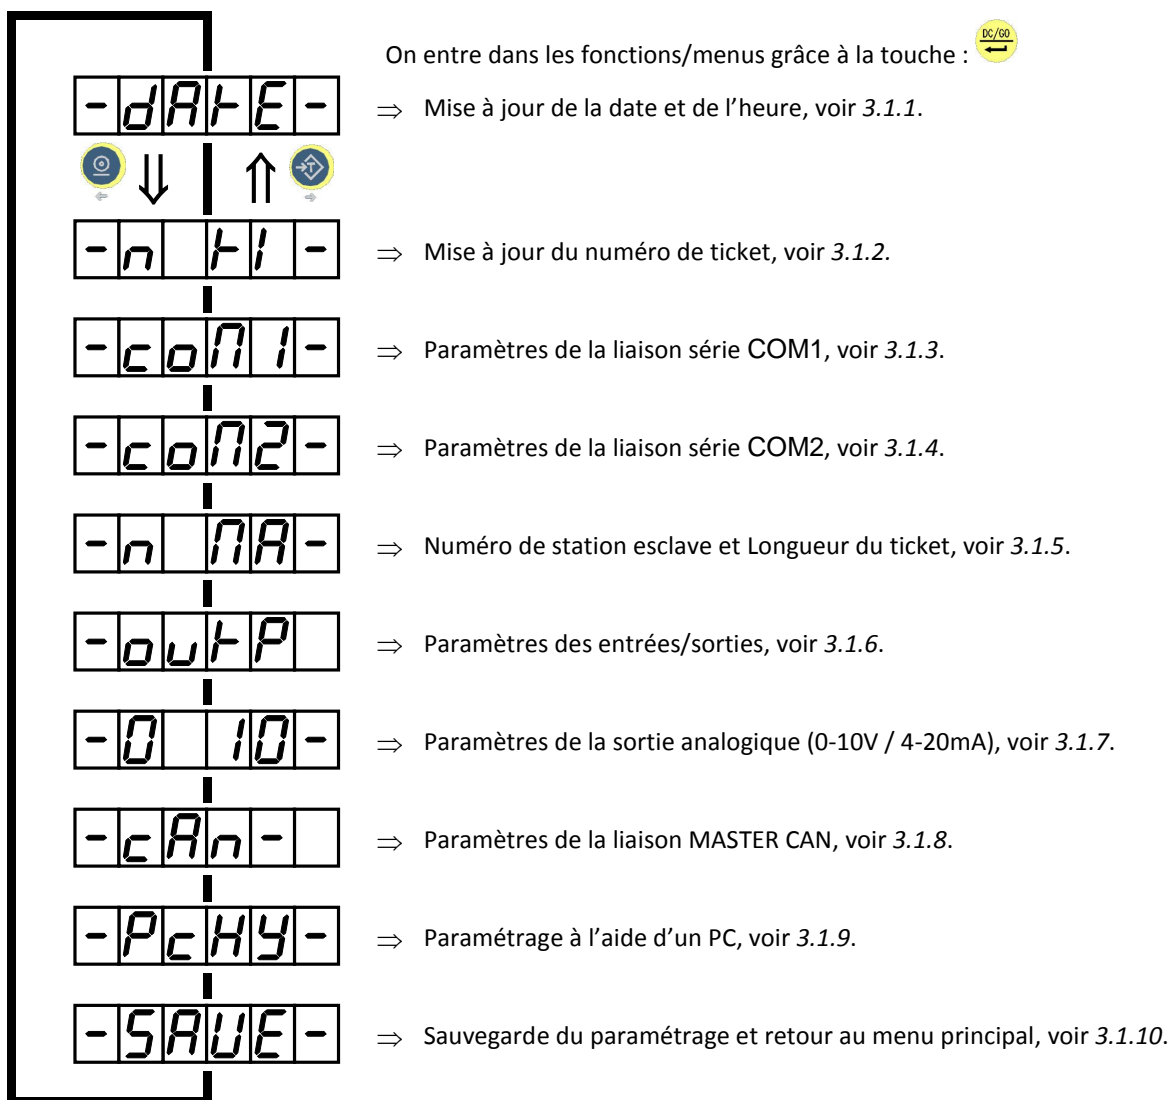 On entre dans les fonctions/menus grâce à la touche : DC/GO
-dAtE- ⇒ Mise à jour de la date et de l’heure, voir 3.1.1.
-n tI - ⇒ Mise à jour du numéro de ticket, voir 3.1.2.
-coM1- ⇒ Paramètres de la liaison série COM1, voir 3.1.3.
-coM2- ⇒ Paramètres de la liaison série COM2, voir 3.1.4.
-n MA- ⇒ Numéro de station esclave et Longueur du ticket, voir 3.1.5.
-outP ⇒ Paramètres des entrées/sorties, voir 3.1.6.
-0 10- ⇒ Paramètres de la sortie analogique (0-10V / 4-20mA), voir 3.1.7.
-cAn- ⇒ Paramètres de la liaison MASTER CAN, voir 3.1.8.
-PcHY- ⇒ Paramétrage à l’aide d’un PC, voir 3.1.9.
-SAUE- ⇒ Sauvegarde du paramétrage et retour au menu principal, voir 3.1.10.